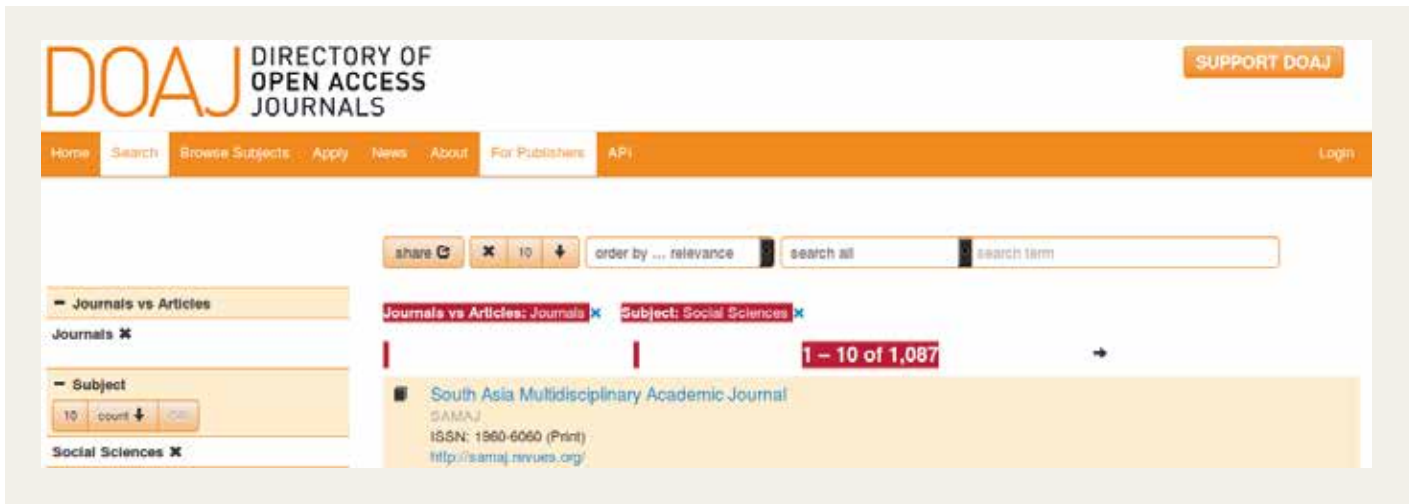 DOAJ DIRECTORY OF
OPEN ACCESS
JOURNALS
SUPPORT DOAJ
Home Search Browse Subjects Apply News About For Publishers API Login
share 10 order by ... relevance search all search term
– Journals vs Articles
Journals ✖
Journals vs Articles: Journals × Subject: Social Sciences ×
1 – 10 of 1,087
– Subject
10 count
Social Sciences ✖
South Asia Multidisciplinary Academic Journal
SAMAJ
ISSN: 1960-6060 (Print)
http://samaj.revues.org/